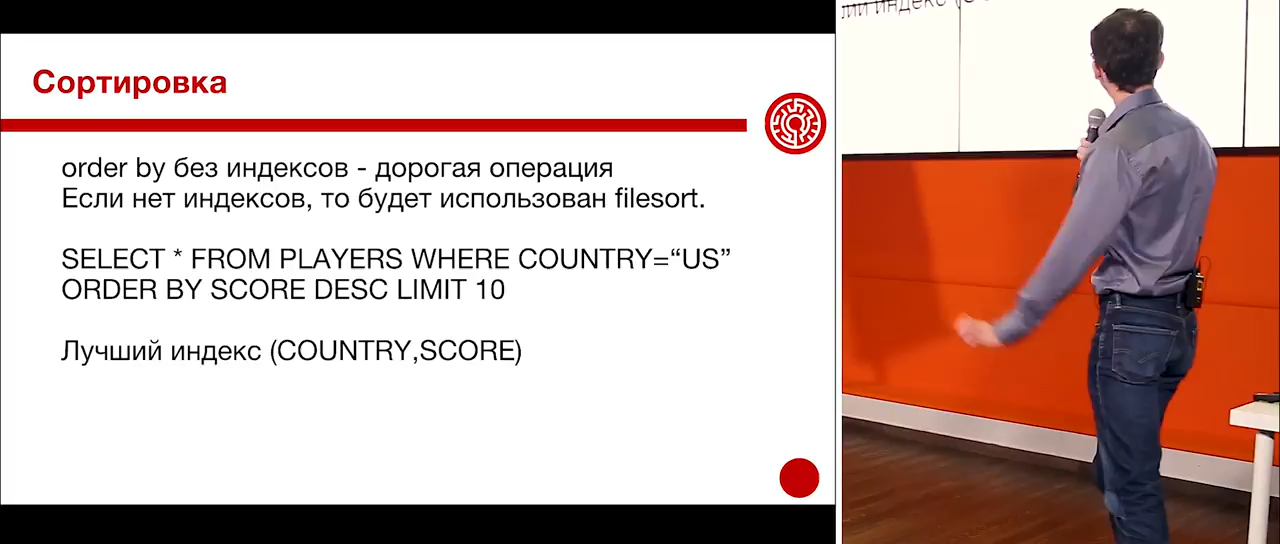 Сортировка
order by без индексов - дорогая операция
Если нет индексов, то будет использован filesort.
SELECT * FROM PLAYERS WHERE COUNTRY=“US”
ORDER BY SCORE DESC LIMIT 10
Лучший индекс (COUNTRY,SCORE)
индекс